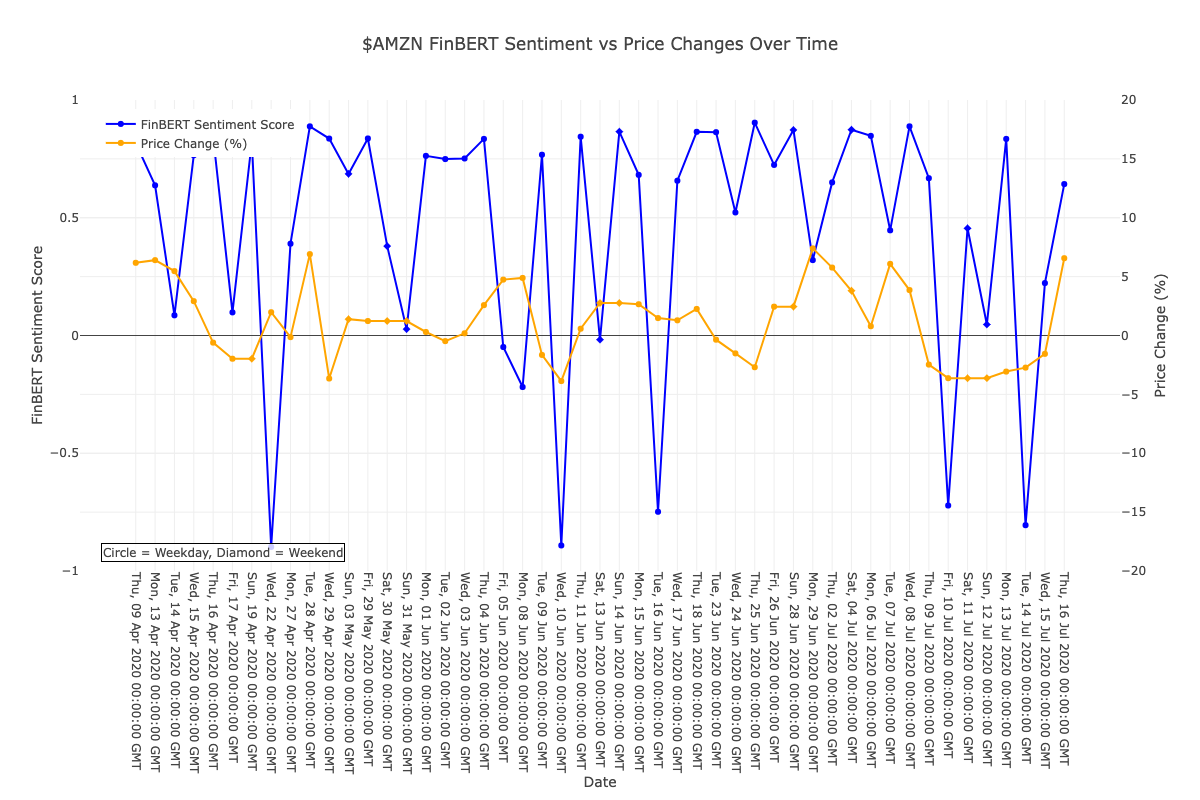 $AMZN FinBERT Sentiment vs Price Changes Over Time
FinBERT Sentiment Score
Price Change (%)
1
0.5
0
−0.5
−1
FinBERT Sentiment Score
20
15
10
5
0
−5
−10
−15
−20
Price Change (%)
Circle = Weekday, Diamond = Weekend
Thu, 09 Apr 2020 00:00:00 GMT
Mon, 13 Apr 2020 00:00:00 GMT
Tue, 14 Apr 2020 00:00:00 GMT
Wed, 15 Apr 2020 00:00:00 GMT
Thu, 16 Apr 2020 00:00:00 GMT
Fri, 17 Apr 2020 00:00:00 GMT
Sun, 19 Apr 2020 00:00:00 GMT
Wed, 22 Apr 2020 00:00:00 GMT
Mon, 27 Apr 2020 00:00:00 GMT
Tue, 28 Apr 2020 00:00:00 GMT
Wed, 29 Apr 2020 00:00:00 GMT
Sun, 03 May 2020 00:00:00 GMT
Fri, 29 May 2020 00:00:00 GMT
Sat, 30 May 2020 00:00:00 GMT
Sun, 31 May 2020 00:00:00 GMT
Mon, 01 Jun 2020 00:00:00 GMT
Tue, 02 Jun 2020 00:00:00 GMT
Wed, 03 Jun 2020 00:00:00 GMT
Thu, 04 Jun 2020 00:00:00 GMT
Fri, 05 Jun 2020 00:00:00 GMT
Mon, 08 Jun 2020 00:00:00 GMT
Tue, 09 Jun 2020 00:00:00 GMT
Wed, 10 Jun 2020 00:00:00 GMT
Thu, 11 Jun 2020 00:00:00 GMT
Sat, 13 Jun 2020 00:00:00 GMT
Sun, 14 Jun 2020 00:00:00 GMT
Mon, 15 Jun 2020 00:00:00 GMT
Tue, 16 Jun 2020 00:00:00 GMT
Wed, 17 Jun 2020 00:00:00 GMT
Thu, 18 Jun 2020 00:00:00 GMT
Tue, 23 Jun 2020 00:00:00 GMT
Wed, 24 Jun 2020 00:00:00 GMT
Thu, 25 Jun 2020 00:00:00 GMT
Fri, 26 Jun 2020 00:00:00 GMT
Sun, 28 Jun 2020 00:00:00 GMT
Mon, 29 Jun 2020 00:00:00 GMT
Thu, 02 Jul 2020 00:00:00 GMT
Sat, 04 Jul 2020 00:00:00 GMT
Mon, 06 Jul 2020 00:00:00 GMT
Tue, 07 Jul 2020 00:00:00 GMT
Wed, 08 Jul 2020 00:00:00 GMT
Thu, 09 Jul 2020 00:00:00 GMT
Fri, 10 Jul 2020 00:00:00 GMT
Sat, 11 Jul 2020 00:00:00 GMT
Sun, 12 Jul 2020 00:00:00 GMT
Mon, 13 Jul 2020 00:00:00 GMT
Tue, 14 Jul 2020 00:00:00 GMT
Wed, 15 Jul 2020 00:00:00 GMT
Thu, 16 Jul 2020 00:00:00 GMT
Date